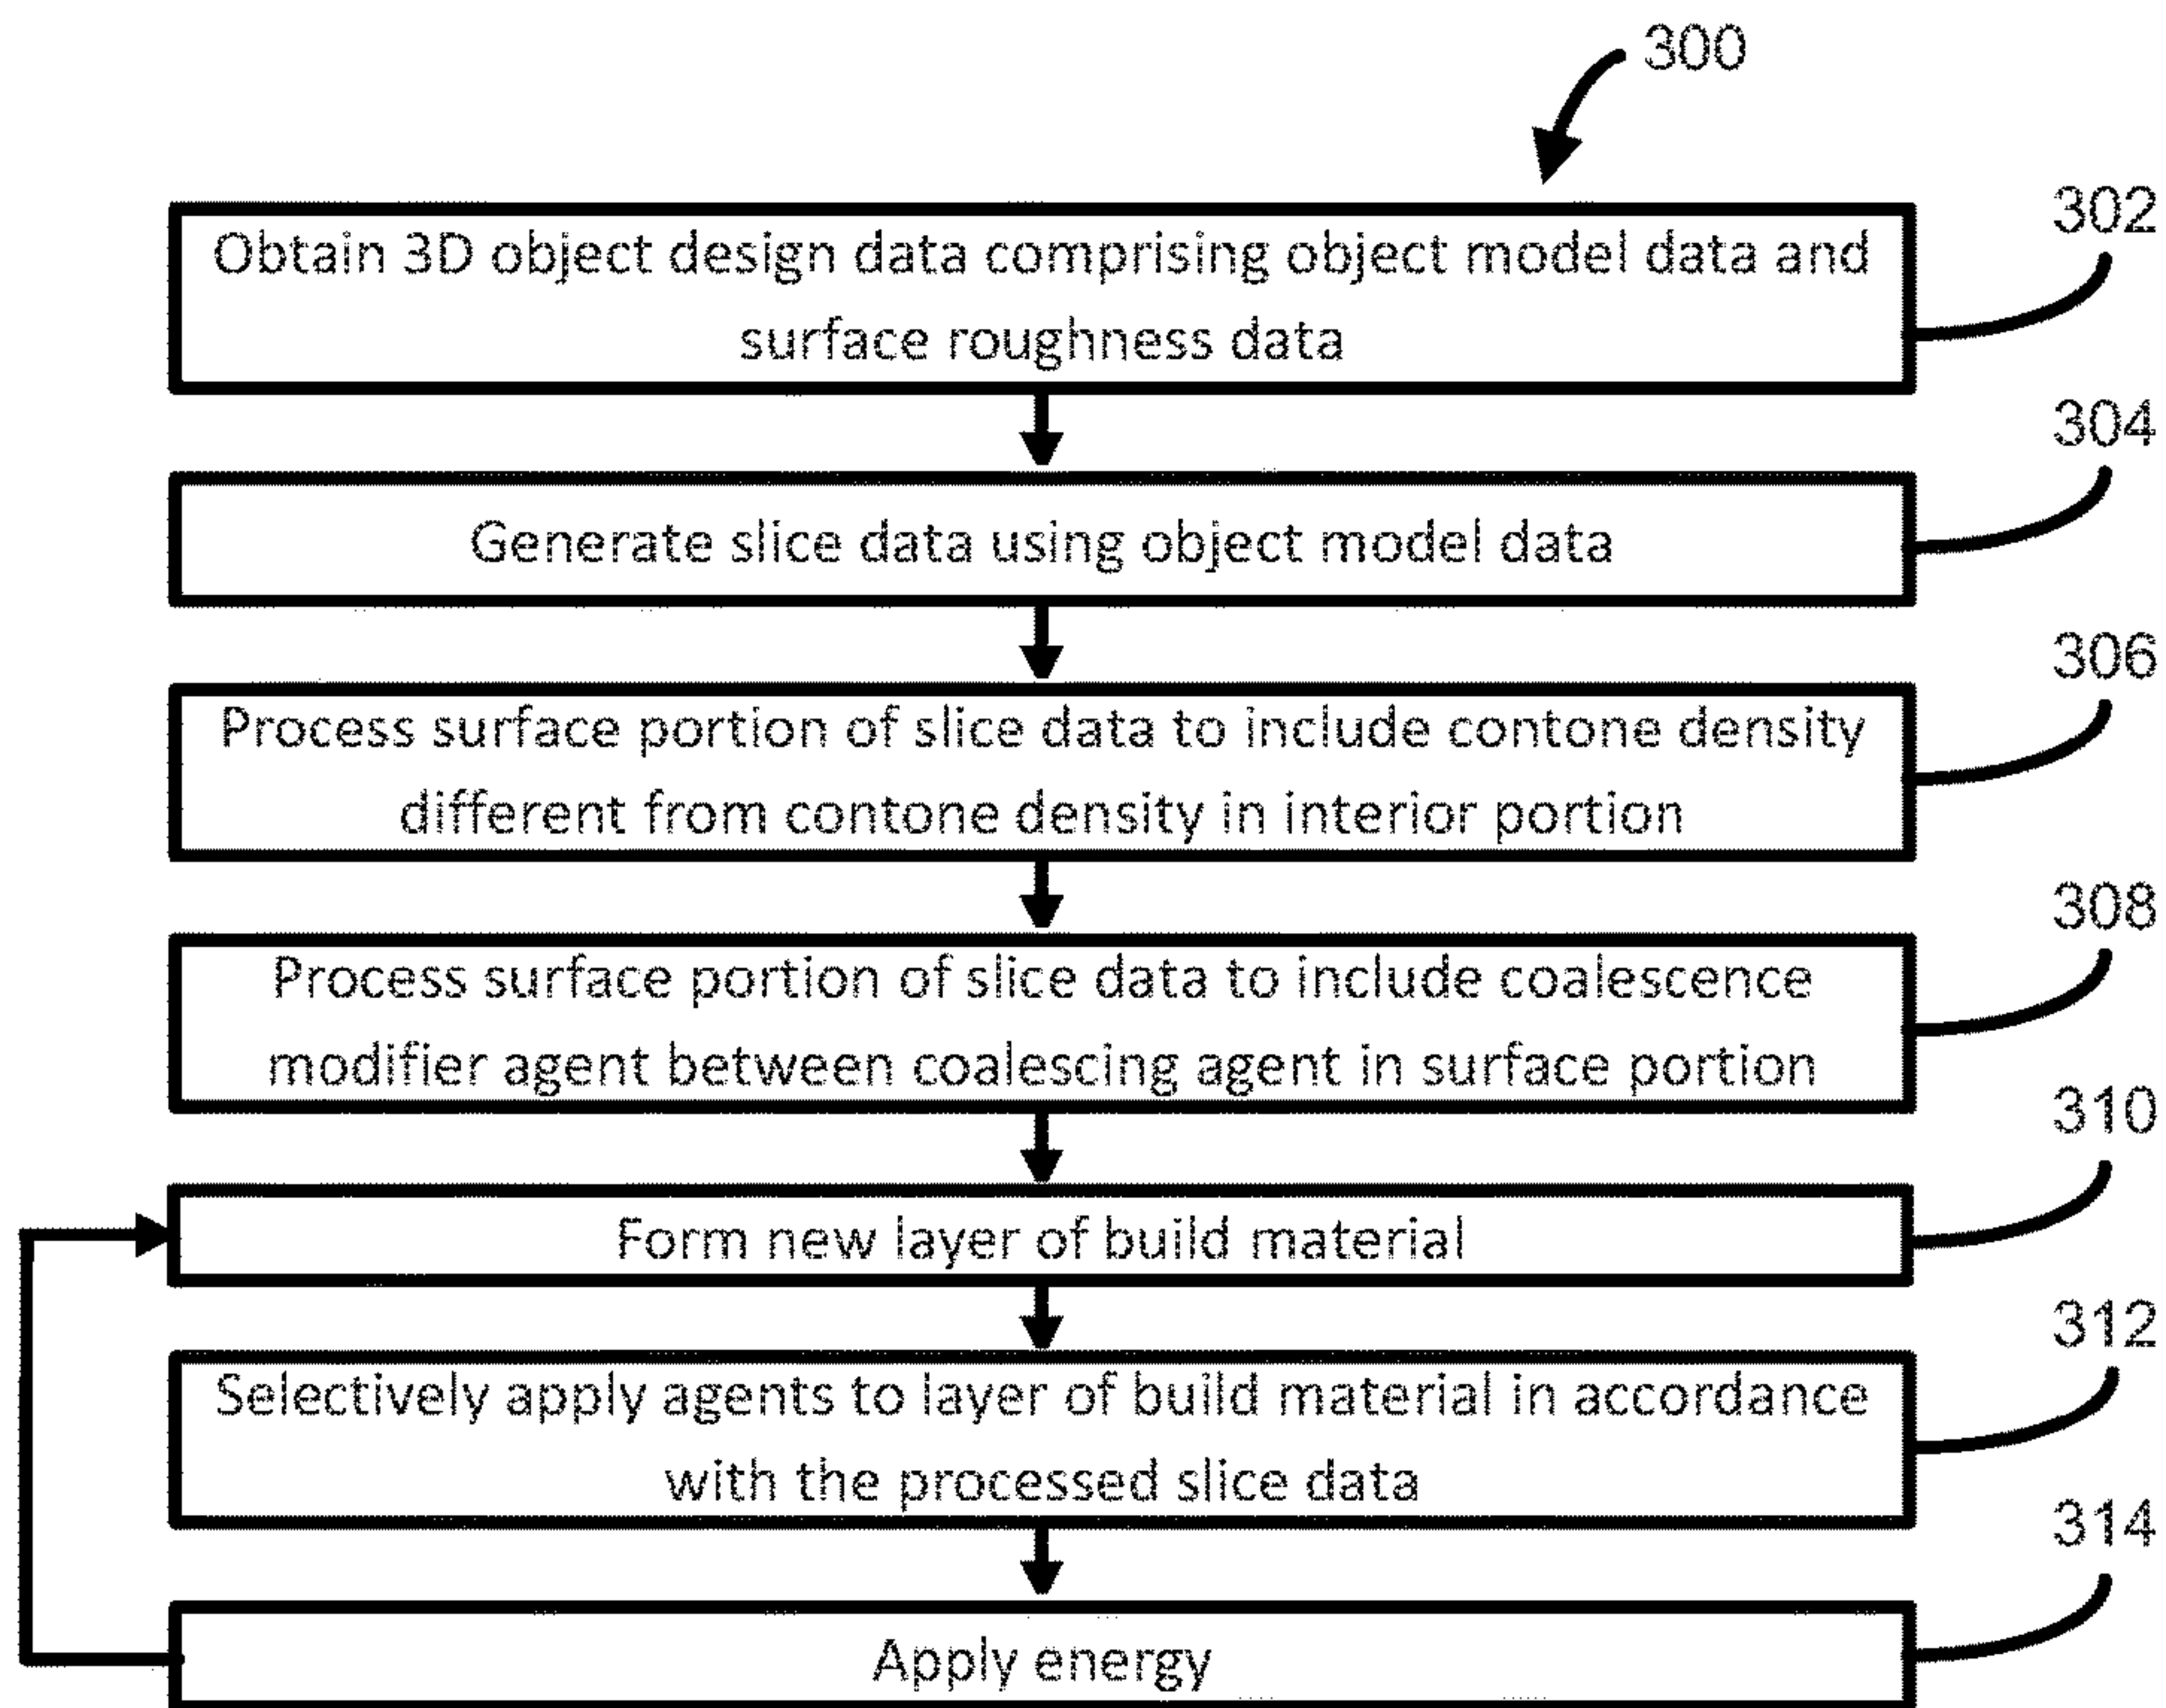 300
302
Obtain 3D object design data comprising object model data and
surface roughness data
304
Generate slice data using object model data
306
Process surface portion of slice data to include contone density
different from contone density in interior portion
308
Process surface portion of slice data to include coalescence
modifier agent between coalescing agent in surface portion
310
Form new layer of build material
312
Selectively apply agents to layer of build material in accordance
with the processed slice data
314
Apply energy